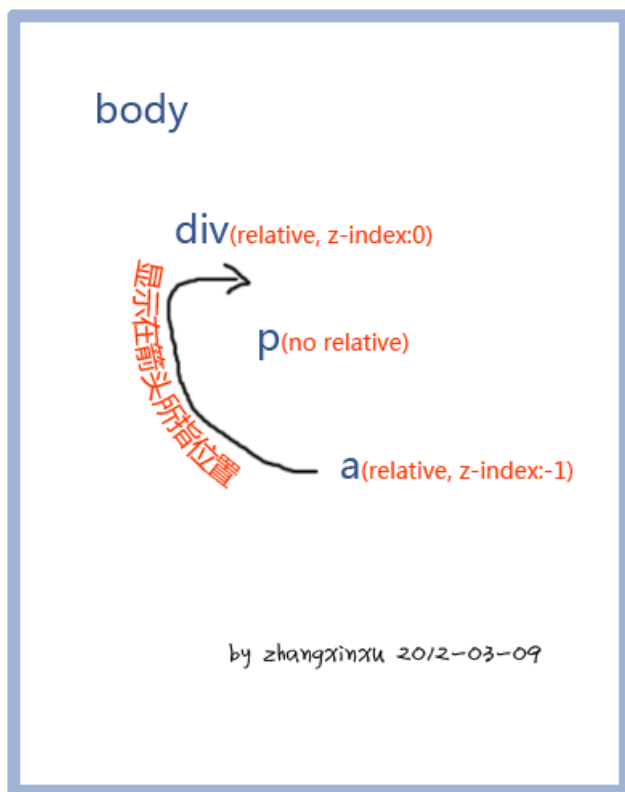 body
div(relative, z-index:0)
显示在箭头所指位置
p(no relative)
a(relative, z-index:-1)
by zhangxinxu 2012-03-09